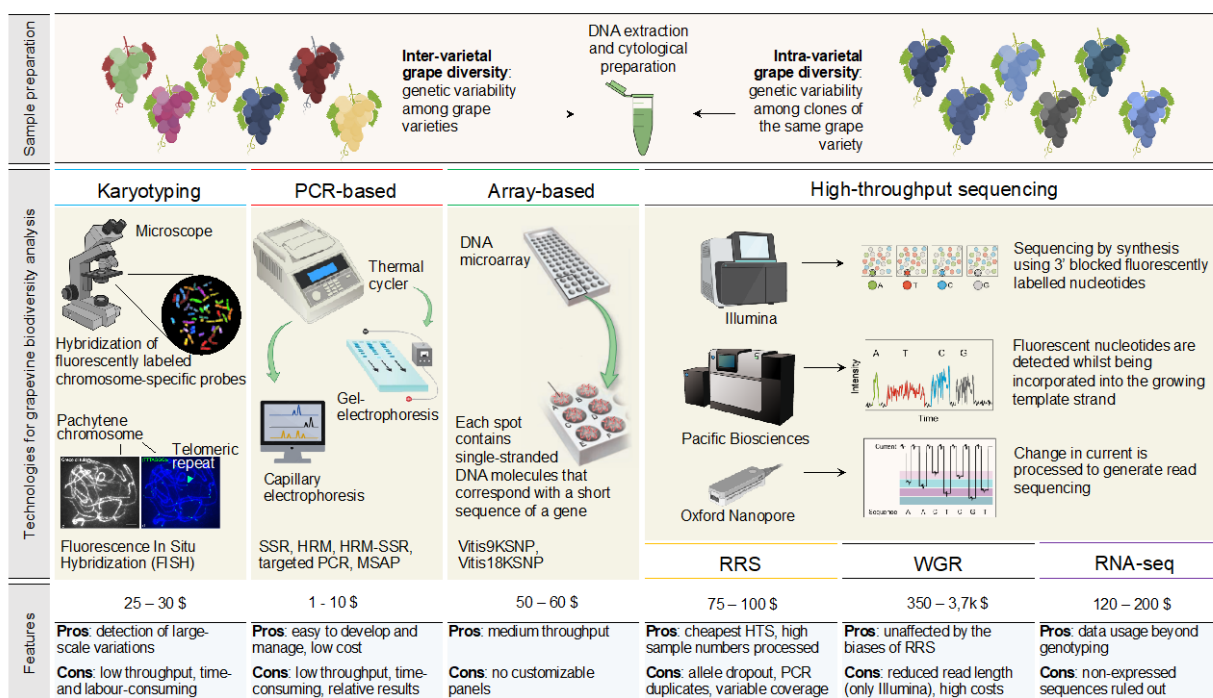 Sample preparation
Inter-varietal
grape diversity:
genetic variability
among grape
varieties
DNA extraction
and cytological
preparation
Intra-varietal
grape diversity:
genetic variability
among clones of
the same grape
variety
Technologies for grapevine biodiversity analysis
Karyotyping
Microscope
Hybridization of
fluorescently labeled
chromosome-specific probes
Pachytene
chromosome
Telomeric
repeat
Fluorescence In Situ
Hybridization (FISH)
PCR-based
Thermal
cycler
Gel-
electrophoresis
Capillary
electrophoresis
SSR, HRM, HRM-SSR,
targeted PCR, MSAP
Array-based
DNA
microarray
Each spot
contains
single-stranded
DNA molecules that
correspond with a short
sequence of a gene
Vitis9KSNP,
Vitis18KSNP
High-throughput sequencing
Illumina
A T C G
Sequencing by synthesis
using 3' blocked fluorescently
labelled nucleotides
Pacific Biosciences
A T C G
Intensity
Time
Fluorescent nucleotides are
detected whilst being
incorporated into the growing
template strand
Oxford Nanopore
Current
Sequence
Change in current is
processed to generate read
sequencing
RRS
WGR
RNA-seq
Features
25 – 30 $
Pros: detection of large-
scale variations
Cons: low throughput, time-
and labour-consuming
1 - 10 $
Pros: easy to develop and
manage, low cost
Cons: low throughput, time-
consuming, relative results
50 – 60 $
Pros: medium throughput
Cons: no customizable
panels
75 – 100 $
Pros: cheapest HTS, high
sample numbers processed
Cons: allele dropout, PCR
duplicates, variable coverage
350 – 3,7k $
Pros: unaffected by the
biases of RRS
Cons: reduced read length
(only Illumina), high costs
120 – 200 $
Pros: data usage beyond
genotyping
Cons: non-expressed
sequences ruled out